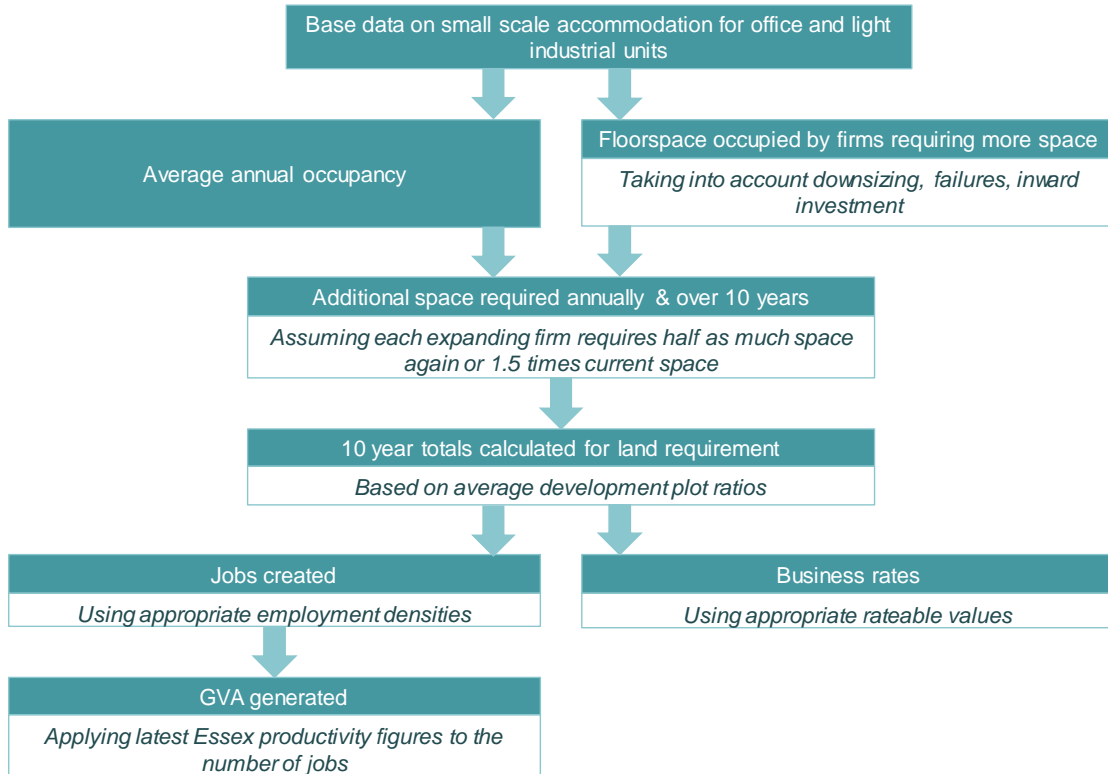 Base data on small scale accommodation for office and light
industrial units
Average annual occupancy
Floorspace occupied by firms requiring more space
Taking into account downsizing, failures, inward
investment
Additional space required annually & over 10 years
Assuming each expanding firm requires half as much space
again or 1.5 times current space
10 year totals calculated for land requirement
Based on average development plot ratios
Jobs created
Using appropriate employment densities
Business rates
Using appropriate rateable values
GVA generated
Applying latest Essex productivity figures to the
number of jobs